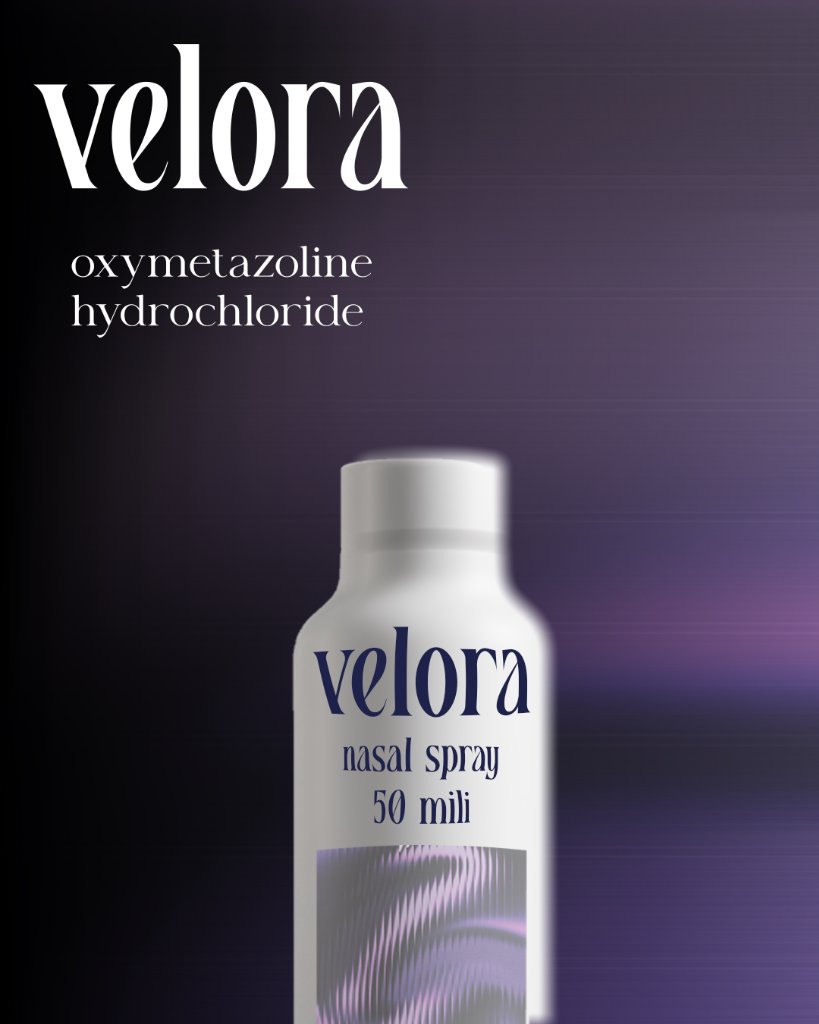 velora
oxymetazoline
hydrochloride
velora
nasal spray
50 mili